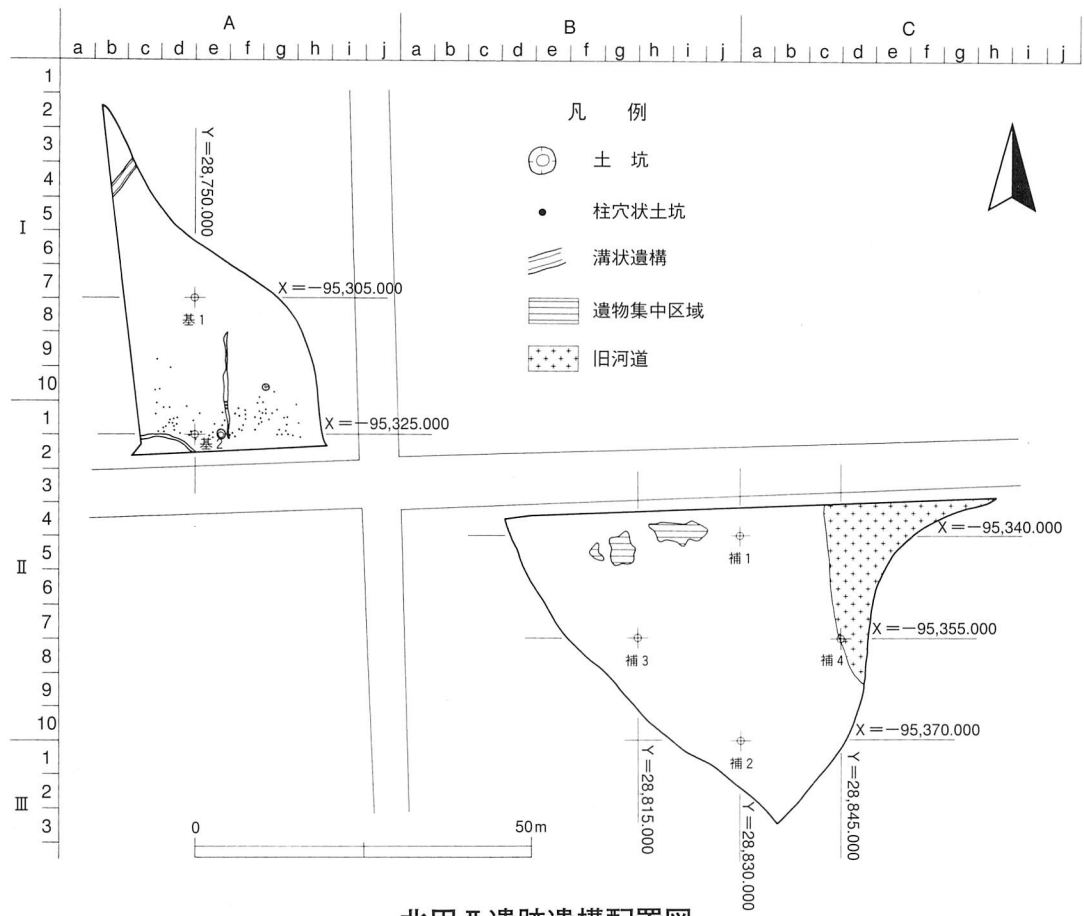 A B C
a b c d e f g h i j a b c d e f g h i j a b c d e f g h i j
1
2
3
4
5
6
7
8
9
10
1
2
3
4
5
6
7
8
9
10
1
2
3
Ⅰ
Ⅱ
Ⅲ
凡 例
土 坑
柱穴状土坑
溝状遺構
遺物集中区域
旧河道
Y=28,750.000
X=-95,305.000
基1
X=-95,325.000
基2
X=-95,340.000
補1
X=-95,355.000
補3
補4
X=-95,370.000
補2
Y=28,815.000
Y=28,830.000
Y=28,845.000
0 50m